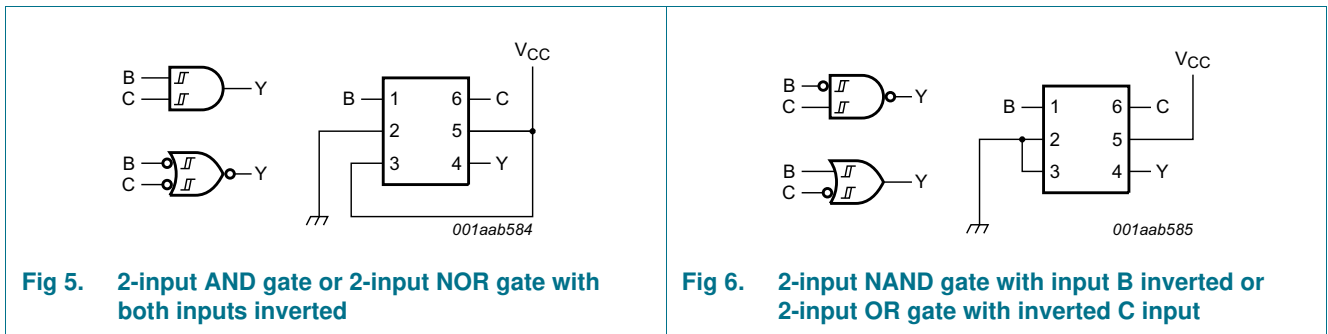 B
C
Y
B
C
Y
VCC
B
1
6
C
2
5
3
4
Y
001aab584
Fig 5. 2-input AND gate or 2-input NOR gate with
both inputs inverted
B
C
Y
B
C
Y
VCC
B
1
6
C
2
5
3
4
Y
001aab585
Fig 6. 2-input NAND gate with input B inverted or
2-input OR gate with inverted C input